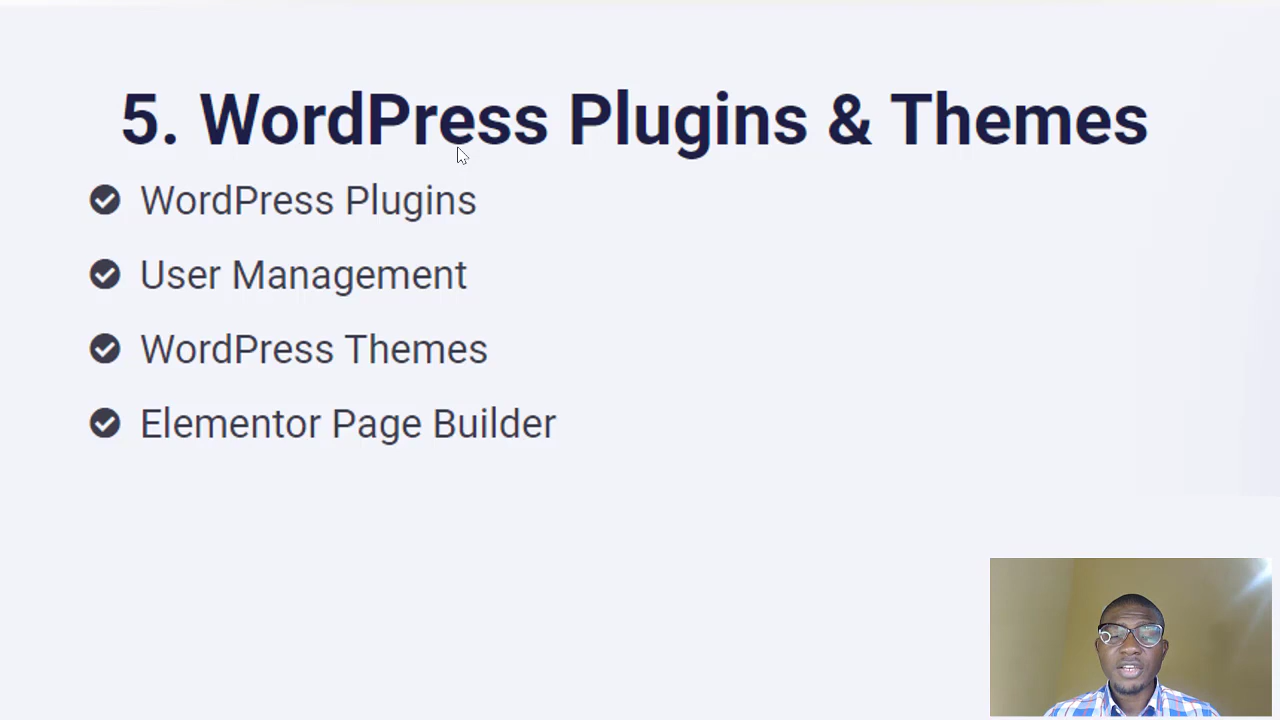 5. WordPress Plugins & Themes
WordPress Plugins
User Management
WordPress Themes
Elementor Page Builder